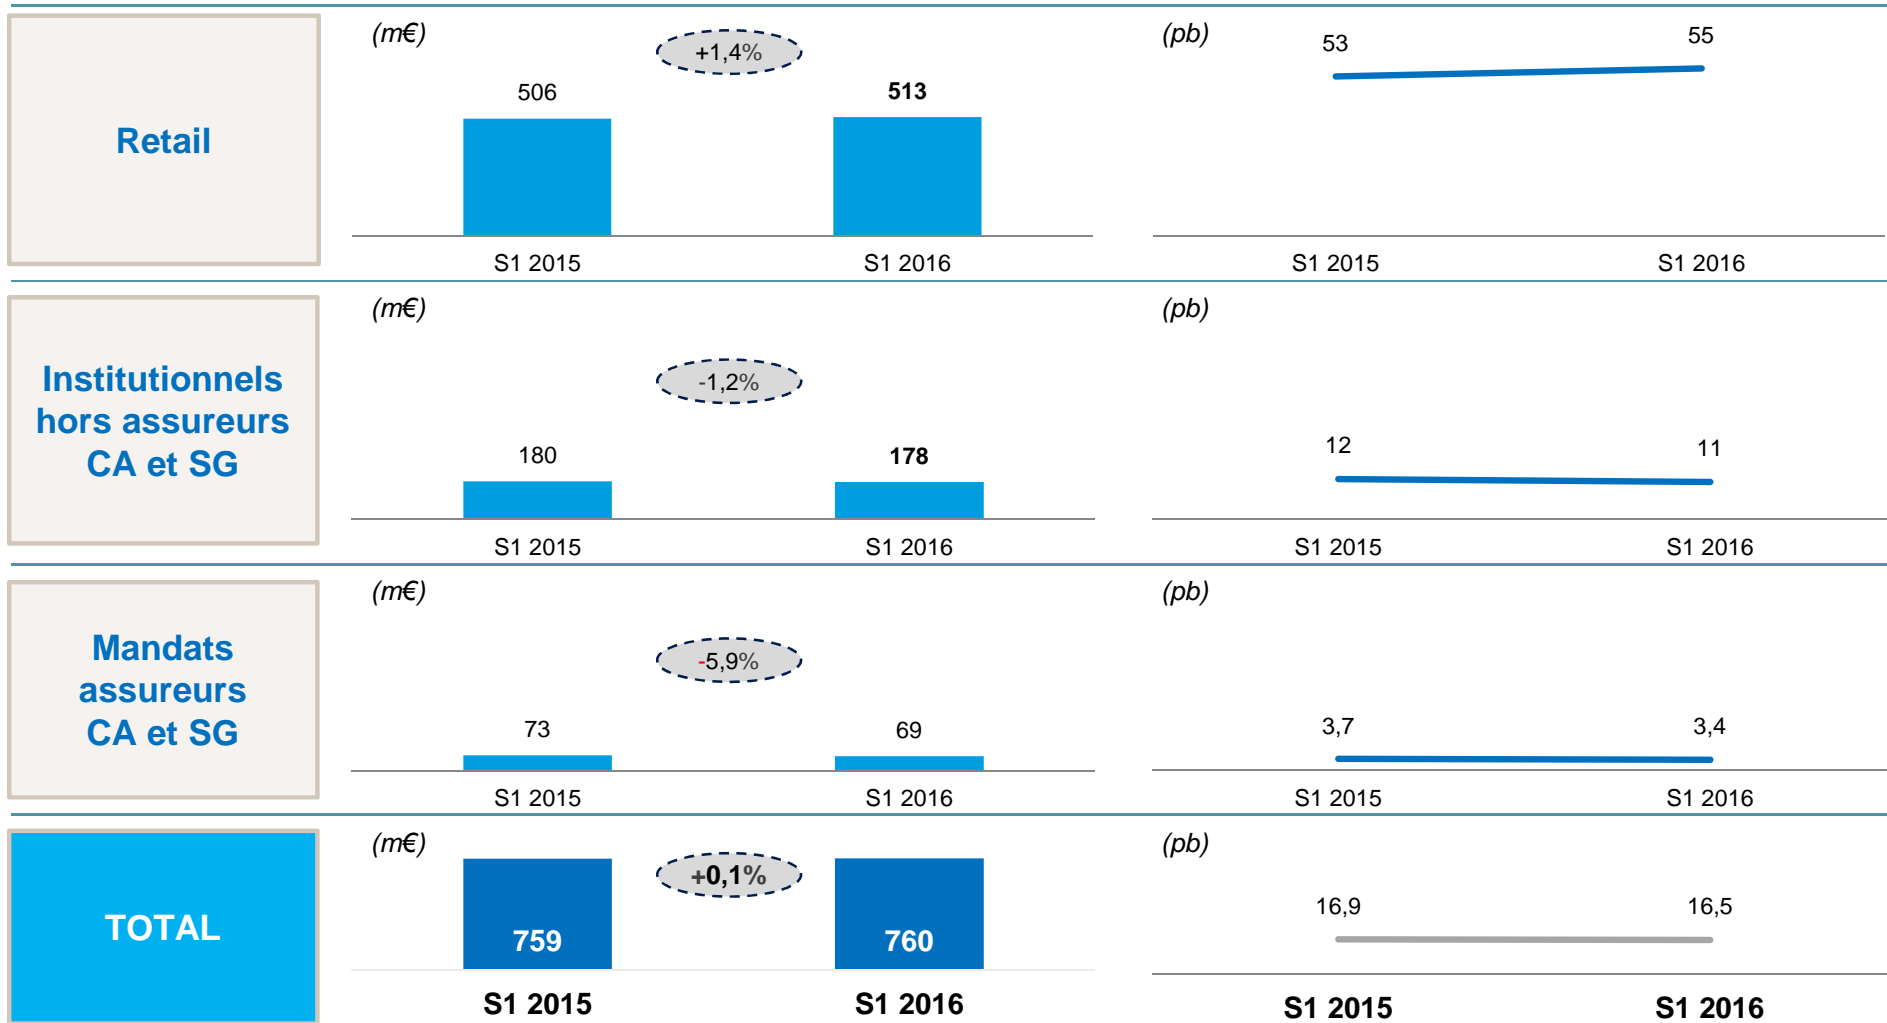 Retail
(m€)
+1,4%
506
513
S1 2015
S1 2016
(pb)
53
55
S1 2015
S1 2016
Institutionnels
hors assureurs
CA et SG
(m€)
-1,2%
180
178
S1 2015
S1 2016
(pb)
12
11
S1 2015
S1 2016
Mandats
assureurs
CA et SG
(m€)
-5,9%
73
69
S1 2015
S1 2016
(pb)
3,7
3,4
S1 2015
S1 2016
TOTAL
(m€)
+0,1%
759
760
S1 2015
S1 2016
(pb)
16,9
16,5
S1 2015
S1 2016